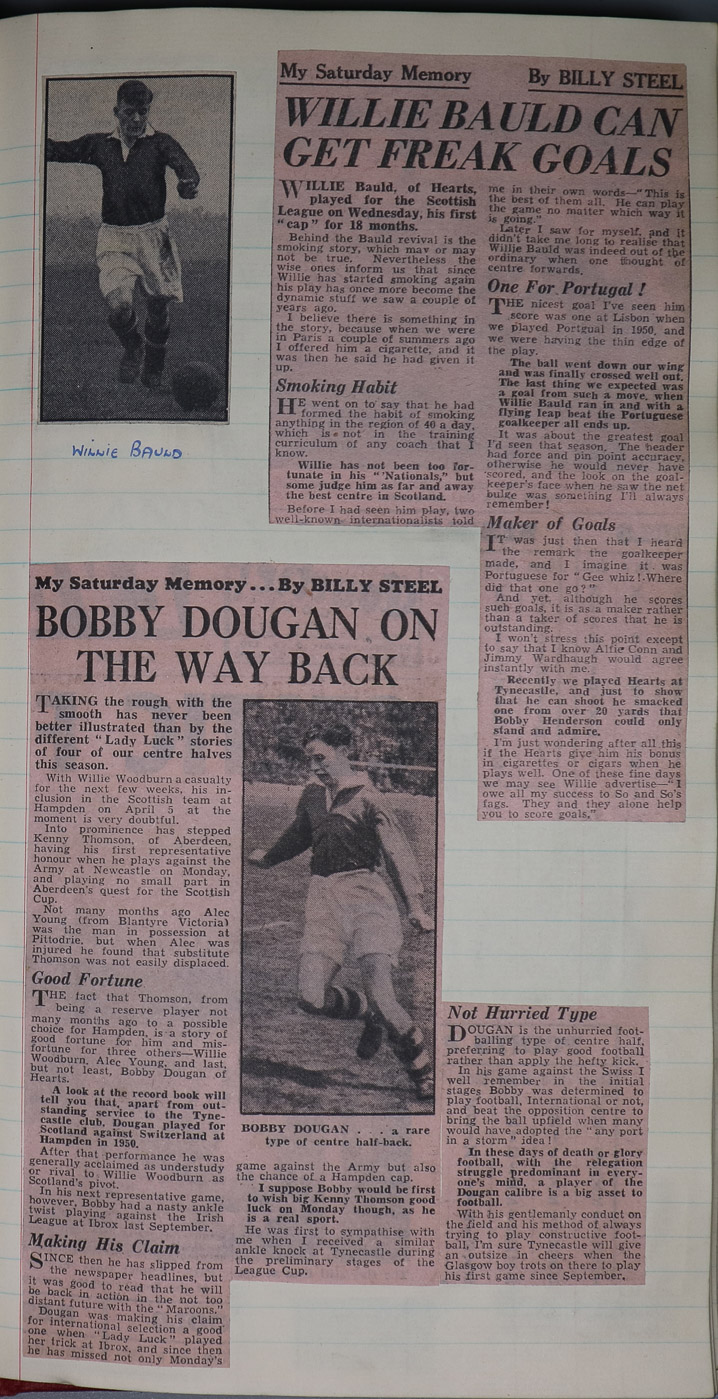 Willie Bauld
My Saturday Memory By BILLY STEEL
WILLIE BAULD CAN
GET FREAK GOALS
WILLIE Bauld, of Hearts,
played for the Scottish
League on Wednesday, his first
"cap" for 18 months.
Behind the Bauld revival is the
smoking story, which may or may
not be true. Nevertheless the
wise ones inform us that since
Willie has started smoking again
his play has once more become the
dynamic stuff we saw a couple of
years ago.
I believe there is something in
the story, because when we were
in Paris a couple of summers ago
I offered him a cigarette, and it
was then he said he had given it
up.
Smoking Habit
HE went on to say that he had
formed the habit of smoking
anything in the region of 40 a day,
which is not in the training
curriculum of any coach that I
know.
Willie has not been too for-
tunate in his "Nationals," but
some judge him as far and away
the best centre in Scotland.
Before I had seen him play, two
well-known internationalists told
me in their own words—"This is
the best of them all. He can play
the game no matter which way it
is going."
Later I saw for myself, and it
didn't take me long to realise that
Willie Bauld was indeed out of the
ordinary when one thought of
centre forwards.
One For Portugal !
THE nicest goal I've seen him
score was one at Lisbon when
we played Portgual in 1950, and
we were having the thin edge of
the play.
The ball went down our wing
and was finally crossed well out.
The last thing we expected was
a goal from such a move, when
Willie Bauld ran in and with a
flying leap beat the Portuguese
goalkeeper all ends up.
It was about the greatest goal
I'd seen that season. The header
had force and pin point accuracy,
otherwise he would never have
scored, and the look on the goal-
keeper's face when he saw the net
bulge was something I'll always
remember!
Maker of Goals
IT was just then that I heard
the remark the goalkeeper
made, and I imagine it was
Portuguese for "Gee whiz! Where
did that one go?"
And yet, although he scores
such goals, it is as a maker rather
than a taker of scores that he is
outstanding.
I won't stress this point except
to say that I know Alfie Conn and
Jimmy Wardhaugh would agree
instantly with me.
Recently we played Hearts at
Tynecastle, and just to show
that he can shoot he smacked
one from over 20 yards that
Bobby Henderson could only
stand and admire.
I'm just wondering after all this
if the Hearts give him his bonus
in cigarettes or cigars when he
plays well. One of these fine days
we may see Willie advertise—"I
owe all my success to So and So's
fags. They and they alone help
you to score goals."
My Saturday Memory...By BILLY STEEL
BOBBY DOUGAN ON
THE WAY BACK
TAKING the rough with the
smooth has never been
better illustrated than by the
different "Lady Luck" stories
of four of our centre halves
this season.
With Willie Woodburn a casualty
for the next few weeks, his in-
clusion in the Scottish team at
Hampden on April 5 at the
moment is very doubtful.
Into prominence has stepped
Kenny Thomson, of Aberdeen,
having his first representative
honour when he plays against the
Army at Newcastle on Monday,
and playing no small part in
Aberdeen's quest for the Scottish
Cup.
Not many months ago Alec
Young (from Blantyre Victoria)
was the man in possession at
Pittodrie, but when Alec was
injured he found that substitute
Thomson was not easily displaced.
Good Fortune
THE fact that Thomson, from
being a reserve player not
many months ago to a possible
choice for Hampden, is a story of
good fortune for him and mis-
fortune for three others—Willie
Woodburn, Alec Young, and last,
but not least, Bobby Dougan of
Hearts.
A look at the record book will
tell you that, apart from out-
standing service to the Tyne-
castle club, Dougan played for
Scotland against Switzerland at
Hampden in 1950.
After that performance he was
generally acclaimed as understudy
or rival to Willie Woodburn as
Scotland's pivot.
In his next representative game,
however, Bobby had a nasty ankle
twist playing against the Irish
League at Ibrox last September.
Making His Claim
SINCE then he has slipped from
the newspaper headlines, but
it was good to read that he will
be back in action in the not too
distant future with the "Maroons."
Dougan was making his claim
for international selection a good
one when "Lady Luck" played
her trick at Ibrox, and since then
he has missed not only Monday's
BOBBY DOUGAN . . . a rare
type of centre half-back.
game against the Army but also
the chance of a Hampden cap.
I suppose Bobby would be first
to wish big Kenny Thomson good
luck on Monday though, as he
is a real sport.
He was first to sympathise with
me when I received a similar
ankle knock at Tynecastle during
the preliminary stages of the
League Cup.
Not Hurried Type
DOUGAN is the unhurried foot-
balling type of centre half,
preferring to play good football
rather than apply the hefty kick.
In his game against the Swiss I
well remember in the initial
stages Bobby was determined to
play football, International or not,
and beat the opposition centre to
bring the ball upfield when many
would have adopted the "any port
in a storm" idea!
In these days of death or glory
football, with the relegation
struggle predominant in every-
one's mind, a player of the
Dougan calibre is a big asset to
football.
With his gentlemanly conduct on
the field and his method of always
trying to play constructive foot-
ball, I'm sure Tynecastle will give
an outsize in cheers when the
Glasgow boy trots on there to play
his first game since September.